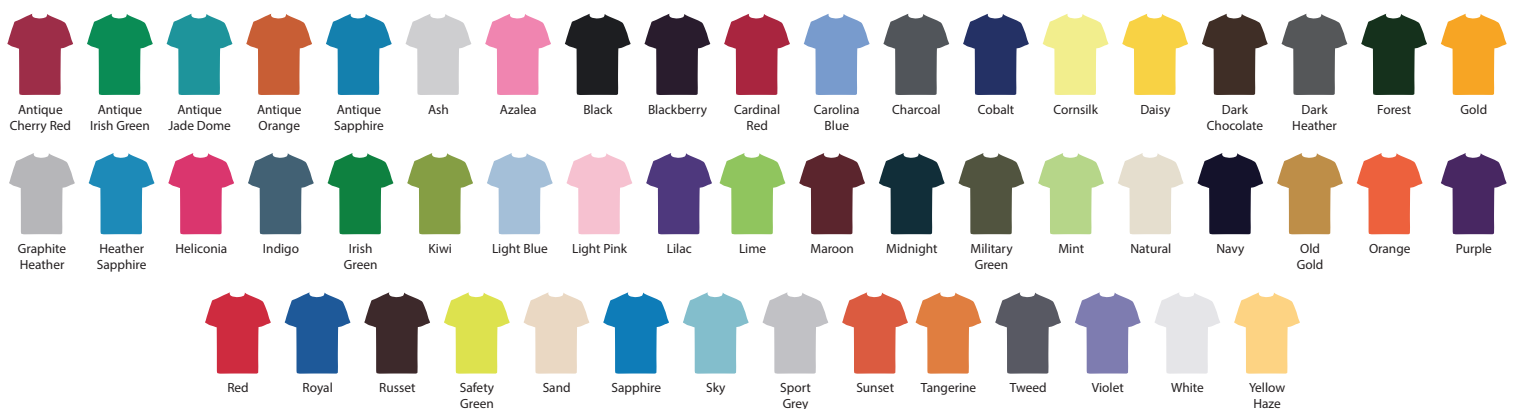 Antique Cherry Red
Antique Irish Green
Antique Jade Dome
Antique Orange
Antique Sapphire
Ash
Azalea
Black
Blackberry
Cardinal Red
Carolina Blue
Charcoal
Cobalt
Cornsilk
Daisy
Dark Chocolate
Dark Heather
Forest
Gold
Graphite Heather
Heather Sapphire
Heliconia
Indigo
Irish Green
Kiwi
Light Blue
Light Pink
Lilac
Lime
Maroon
Midnight
Military Green
Mint
Natural
Navy
Old Gold
Orange
Purple
Red
Royal
Russet
Safety Green
Sand
Sapphire
Sky
Sport Grey
Sunset
Tangerine
Tweed
Violet
White
Yellow Haze